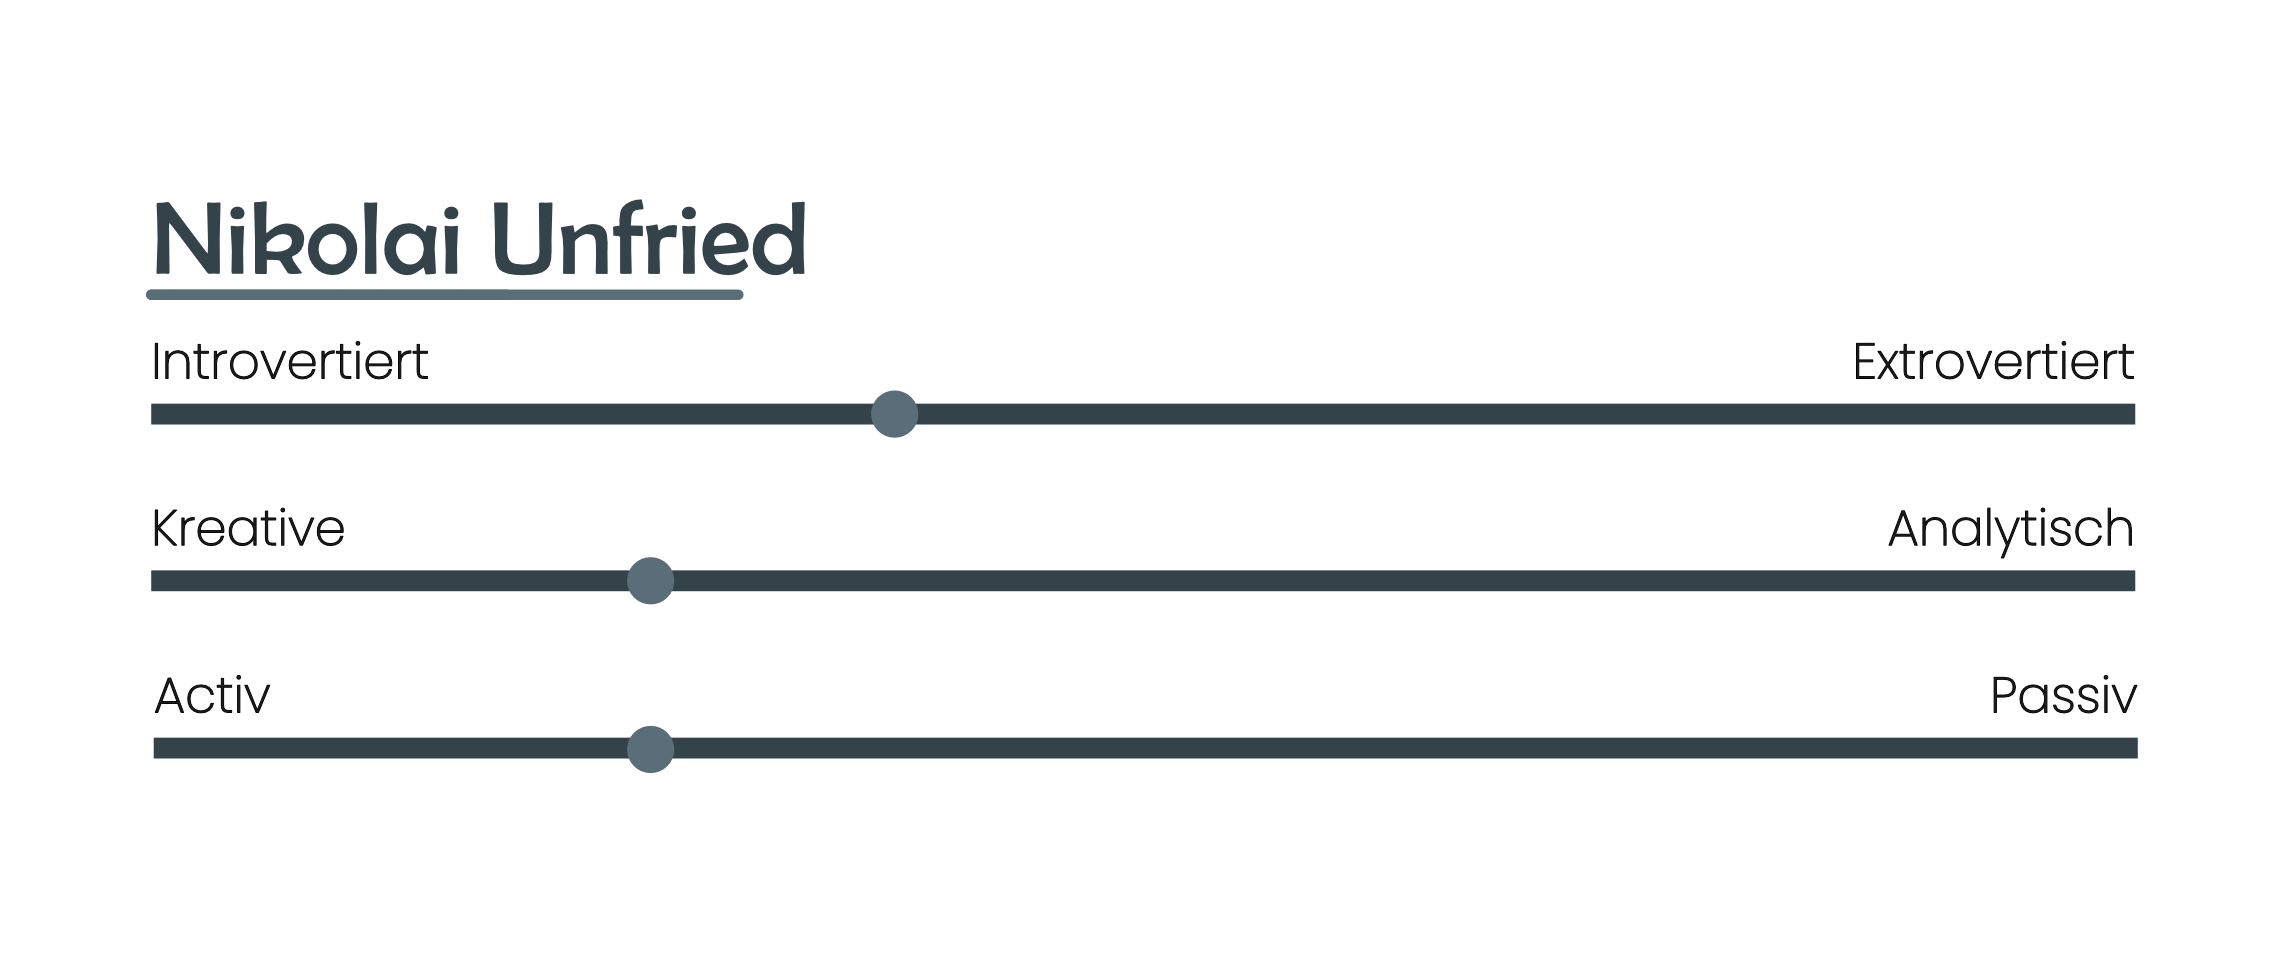 Nikolai Unfried
Introvertiert Extrovertiert
Kreative Analytisch
Activ Passiv